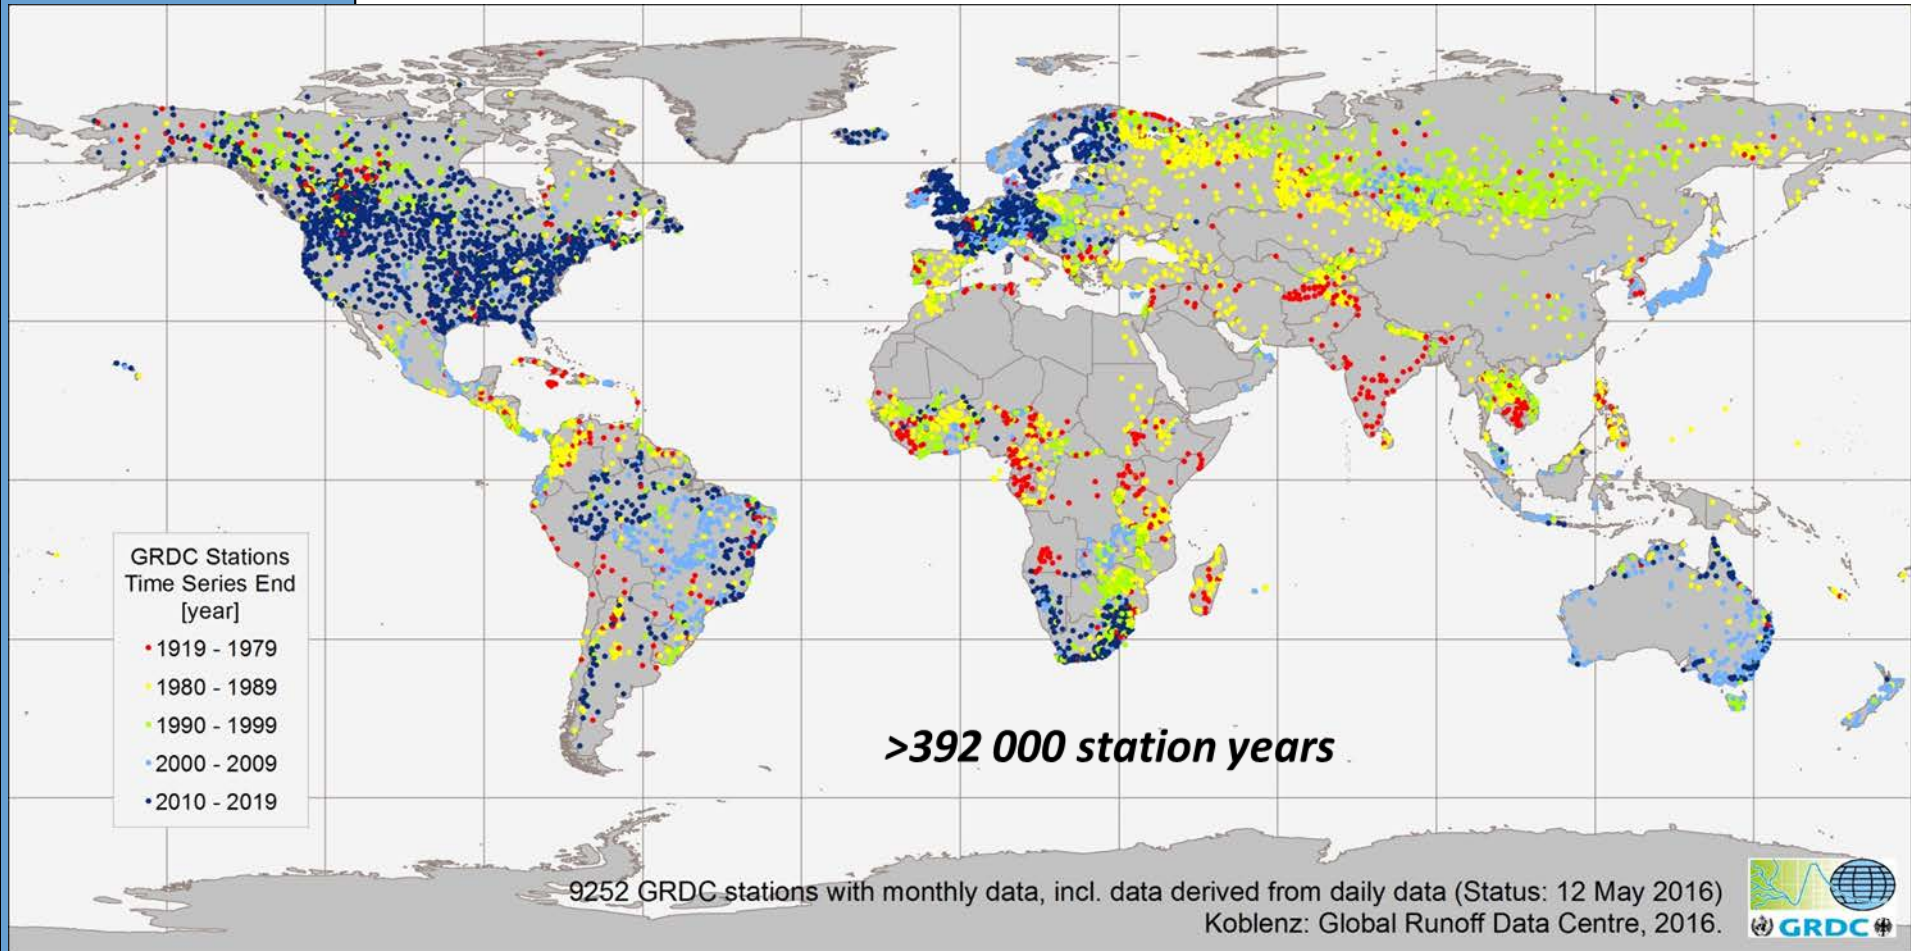 GRDC Stations
Time Series End
[year]
1919 - 1979
1980 - 1989
1990 - 1999
2000 - 2009
2010 - 2019
>392 000 station years
9252 GRDC stations with monthly data, incl. data derived from daily data (Status: 12 May 2016)
Koblenz: Global Runoff Data Centre, 2016.
GRDC